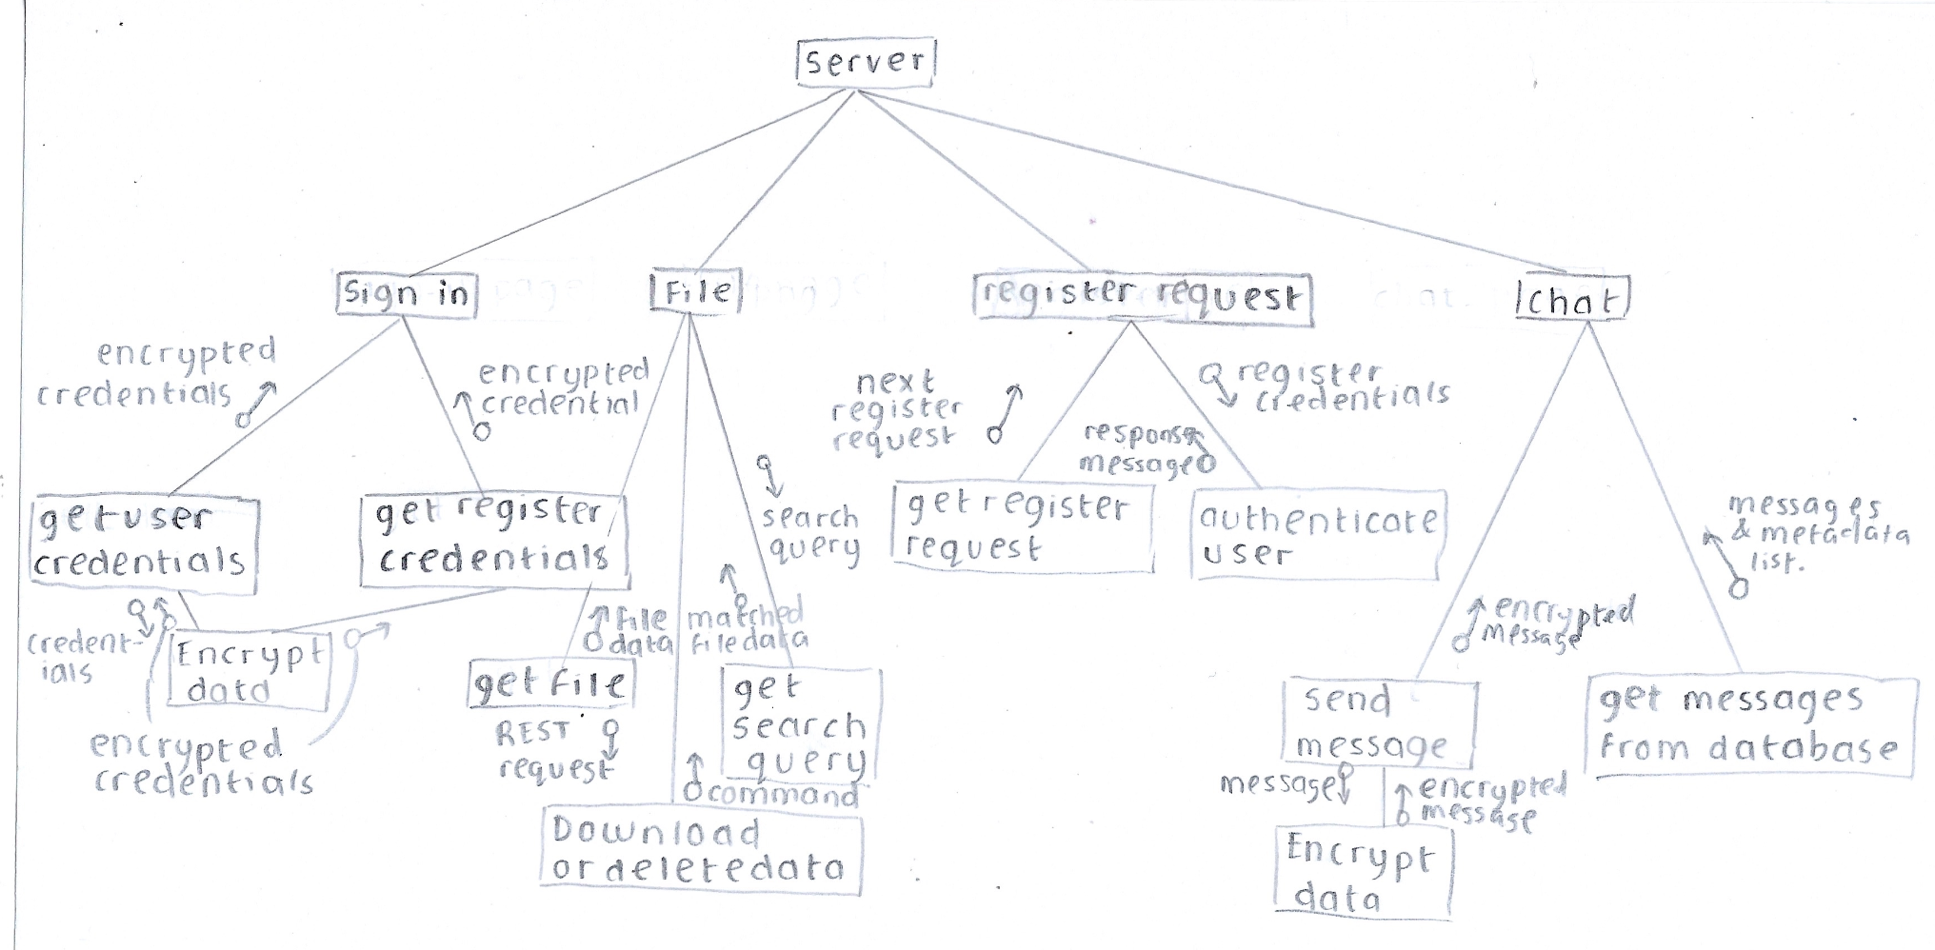 Server
Sign in
File
register request
chat
encrypted
credentials
encrypted
credential
next
register
request
register
credentials
response
message
search
query
get user
credentials
get register
credentials
get register
request
authenticate
user
messages
& metadata
list.
credent-
ials
Encrypt
data
encrypted
credentials
File
data
matched
filedata
get file
REST
request
get
search
query
command
Download
or delete data
encrypted
message
send
message
get messages
from database
message
encrypted
message
Encrypt
data